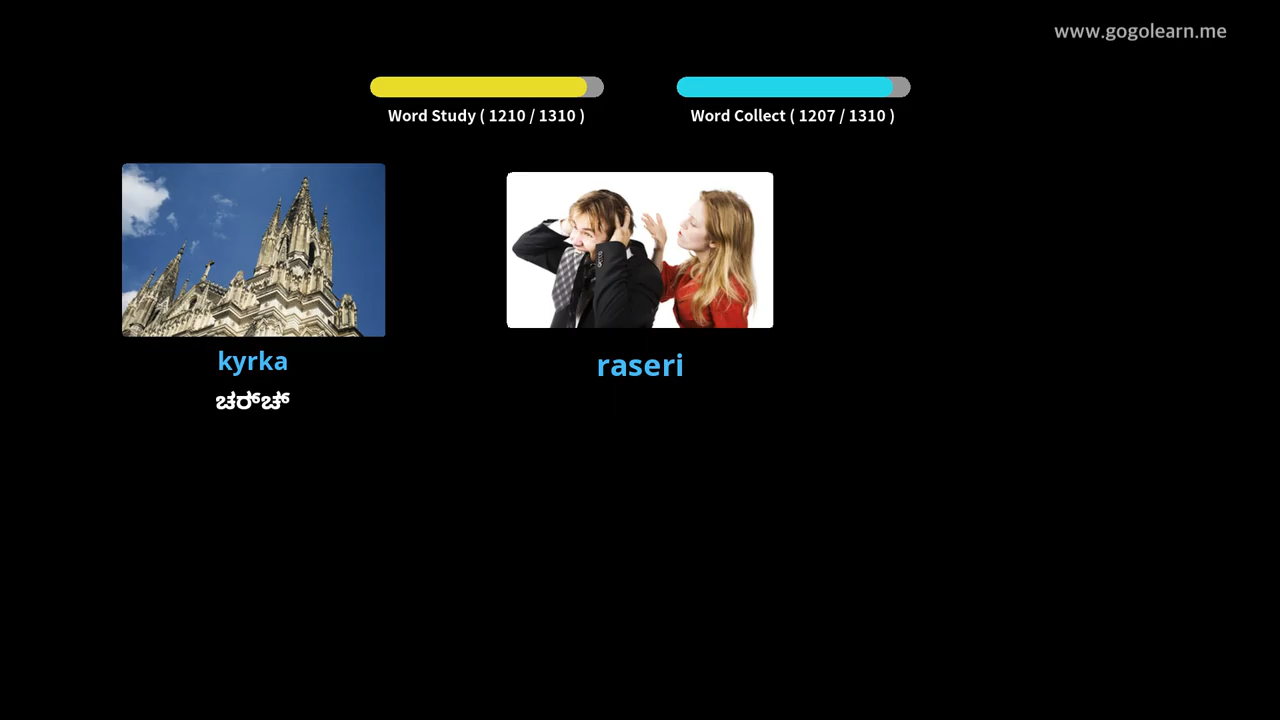 www.gogolearn.me
Word Study ( 1210 / 1310 )
Word Collect ( 1207 / 1310 )
kyrka
ಚರ್ಚ್
raseri